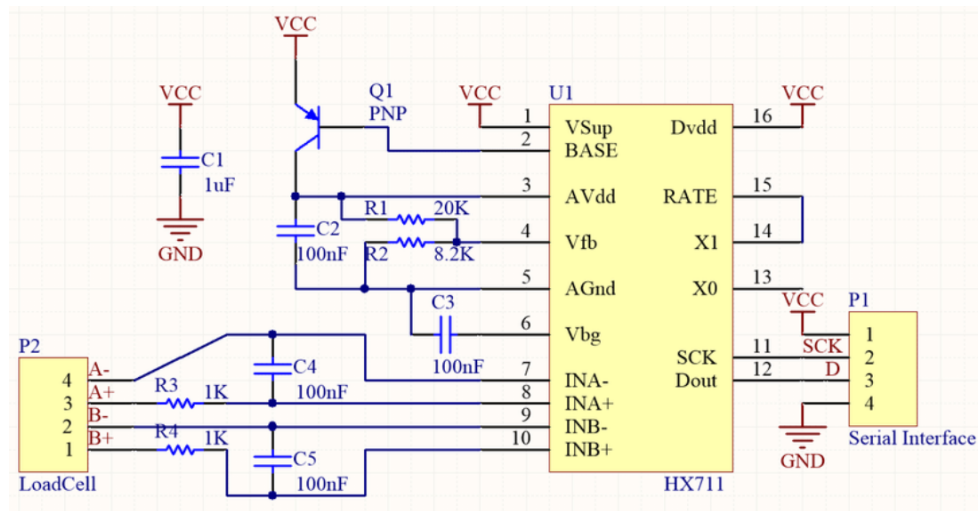 VCC
VCC
C1
1uF
GND
Q1
PNP
C2
100nF
R1
20K
R2
8.2K
C3
100nF
VCC
U1
1
VSup
2
BASE
3
AVdd
4
Vfb
5
AGnd
6
Vbg
7
INA-
8
INA+
9
INB-
10
INB+
Dvdd
16
VCC
RATE
15
X1
14
X0
13
SCK
11
Dout
12
HX711
VCC
P1
1
SCK
2
D
3
4
GND
Serial Interface
P2
A-
4
A+
3
B-
2
B+
1
LoadCell
R3
1K
R4
1K
C4
100nF
C5
100nF